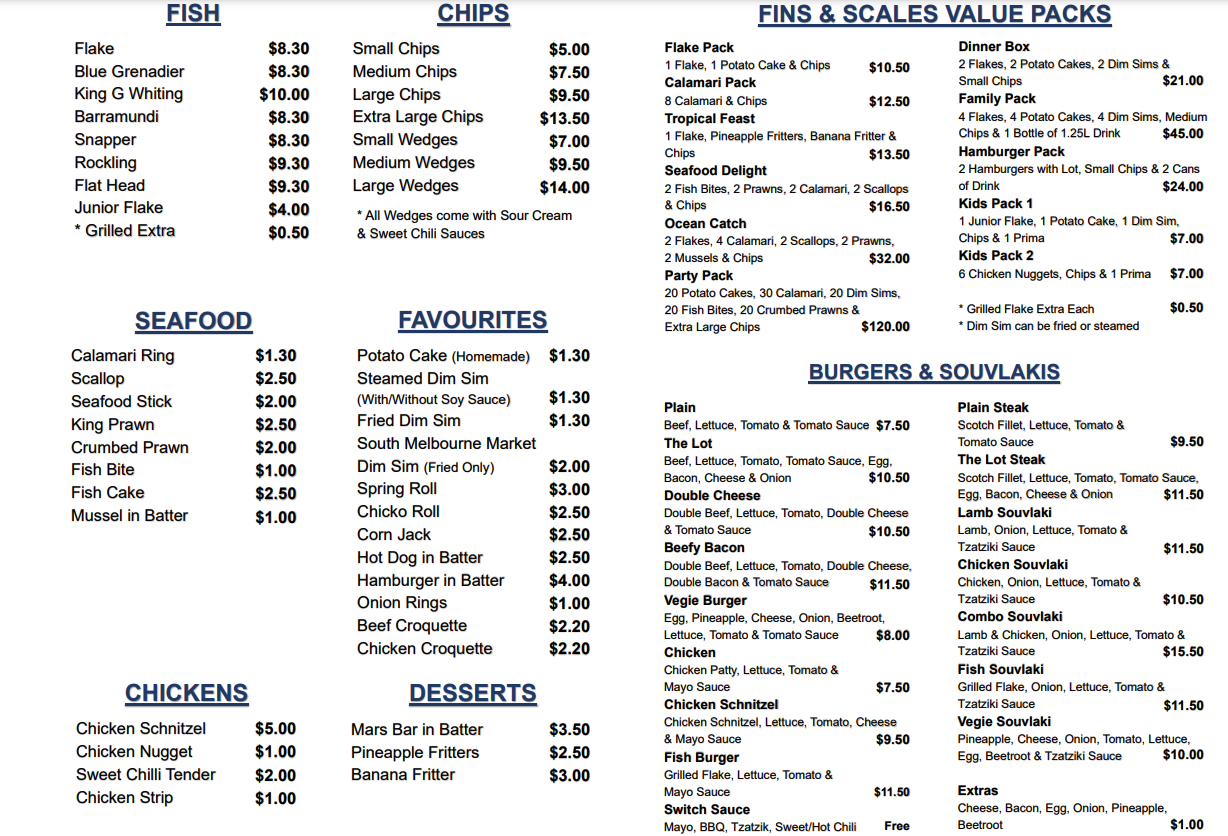 FISH
Flake $8.30
Blue Grenadier $8.30
King G Whiting $10.00
Barramundi $8.30
Snapper $8.30
Rockling $9.30
Flat Head $9.30
Junior Flake $4.00
* Grilled Extra $0.50
CHIPS
Small Chips $5.00
Medium Chips $7.50
Large Chips $9.50
Extra Large Chips $13.50
Small Wedges $7.00
Medium Wedges $9.50
Large Wedges $14.00
* All Wedges come with Sour Cream
& Sweet Chili Sauces
SEAFOOD
Calamari Ring $1.30
Scallop $2.50
Seafood Stick $2.00
King Prawn $2.50
Crumbed Prawn $2.00
Fish Bite $1.00
Fish Cake $2.50
Mussel in Batter $1.00
FAVOURITES
Potato Cake (Homemade) $1.30
Steamed Dim Sim
(With/Without Soy Sauce) $1.30
Fried Dim Sim $1.30
South Melbourne Market
Dim Sim (Fried Only) $2.00
Spring Roll $3.00
Chicko Roll $2.50
Corn Jack $2.50
Hot Dog in Batter $2.50
Hamburger in Batter $4.00
Onion Rings $1.00
Beef Croquette $2.20
Chicken Croquette $2.20
CHICKENS
Chicken Schnitzel $5.00
Chicken Nugget $1.00
Sweet Chilli Tender $2.00
Chicken Strip $1.00
DESSERTS
Mars Bar in Batter $3.50
Pineapple Fritters $2.50
Banana Fritter $3.00
FINS & SCALES VALUE PACKS
Flake Pack
1 Flake, 1 Potato Cake & Chips $10.50
Calamari Pack
8 Calamari & Chips $12.50
Tropical Feast
1 Flake, Pineapple Fritters, Banana Fritter &
Chips $13.50
Seafood Delight
2 Fish Bites, 2 Prawns, 2 Calamari, 2 Scallops
& Chips $16.50
Ocean Catch
2 Flakes, 4 Calamari, 2 Scallops, 2 Prawns,
2 Mussels & Chips $32.00
Party Pack
20 Potato Cakes, 30 Calamari, 20 Dim Sims,
20 Fish Bites, 20 Crumbed Prawns &
Extra Large Chips $120.00
Dinner Box
2 Flakes, 2 Potato Cakes, 2 Dim Sims &
Small Chips $21.00
Family Pack
4 Flakes, 4 Potato Cakes, 4 Dim Sims, Medium
Chips & 1 Bottle of 1.25L Drink $45.00
Hamburger Pack
2 Hamburgers with Lot, Small Chips & 2 Cans
of Drink $24.00
Kids Pack 1
1 Junior Flake, 1 Potato Cake, 1 Dim Sim,
Chips & 1 Prima $7.00
Kids Pack 2
6 Chicken Nuggets, Chips & 1 Prima $7.00
* Grilled Flake Extra Each $0.50
* Dim Sim can be fried or steamed
BURGERS & SOUVLAKIS
Plain
Beef, Lettuce, Tomato & Tomato Sauce $7.50
The Lot
Beef, Lettuce, Tomato, Tomato Sauce, Egg,
Bacon, Cheese & Onion $10.50
Double Cheese
Double Beef, Lettuce, Tomato, Double Cheese
& Tomato Sauce $10.50
Beefy Bacon
Double Beef, Lettuce, Tomato, Double Cheese,
Double Bacon & Tomato Sauce $11.50
Vegie Burger
Egg, Pineapple, Cheese, Onion, Beetroot,
Lettuce, Tomato & Tomato Sauce $8.00
Chicken
Chicken Patty, Lettuce, Tomato &
Mayo Sauce $7.50
Chicken Schnitzel
Chicken Schnitzel, Lettuce, Tomato, Cheese
& Mayo Sauce $9.50
Fish Burger
Grilled Flake, Lettuce, Tomato &
Mayo Sauce $11.50
Switch Sauce
Mayo, BBQ, Tzatzik, Sweet/Hot Chili Free
Plain Steak
Scotch Fillet, Lettuce, Tomato &
Tomato Sauce $9.50
The Lot Steak
Scotch Fillet, Lettuce, Tomato, Tomato Sauce,
Egg, Bacon, Cheese & Onion $11.50
Lamb Souvlaki
Lamb, Onion, Lettuce, Tomato &
Tzatziki Sauce $11.50
Chicken Souvlaki
Chicken, Onion, Lettuce, Tomato &
Tzatziki Sauce $10.50
Combo Souvlaki
Lamb & Chicken, Onion, Lettuce, Tomato &
Tzatziki Sauce $15.50
Fish Souvlaki
Grilled Flake, Onion, Lettuce, Tomato &
Tzatziki Sauce $11.50
Vegie Souvlaki
Pineapple, Cheese, Onion, Tomato, Lettuce,
Egg, Beetroot & Tzatziki Sauce $10.00
Extras
Cheese, Bacon, Egg, Onion, Pineapple,
Beetroot $1.00